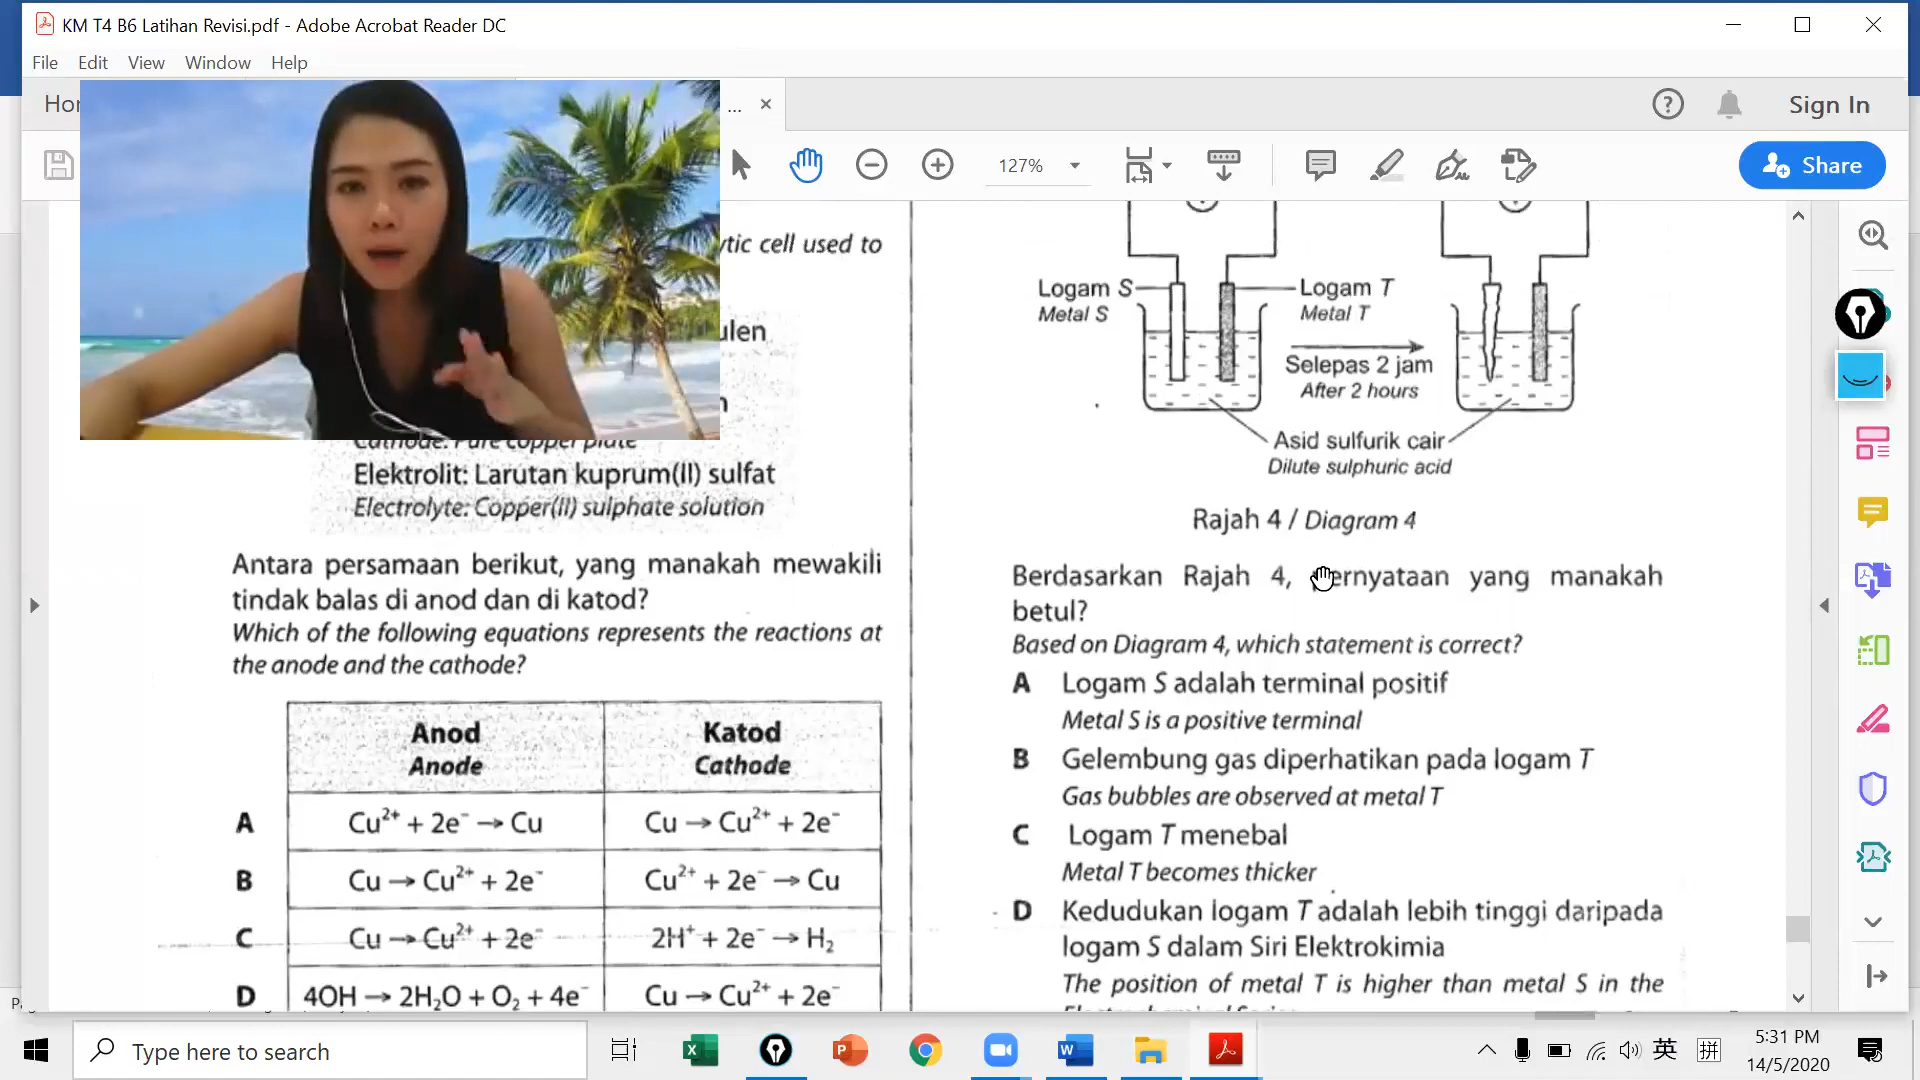 KM T4 B6 Latihan Revisi.pdf - Adobe Acrobat Reader DC
File Edit View Window Help
... ×
Sign In
127%
Share
cell used to
Elektrolit: Larutan kuprum(II) sulfat
Electrolyte: Copper(II) sulphate solution
Antara persamaan berikut, yang manakah mewakili
tindak balas di anod dan di katod?
Which of the following equations represents the reactions at
the anode and the cathode?
Anod Katod
Anode Cathode
A Cu²⁺ + 2e⁻ → Cu Cu → Cu²⁺ + 2e⁻
B Cu → Cu²⁺ + 2e⁻ Cu²⁺ + 2e⁻ → Cu
C Cu → Cu²⁺ + 2e⁻ 2H⁺ + 2e⁻ → H₂
D 4OH → 2H₂O + O₂ + 4e⁻ Cu → Cu²⁺ + 2e⁻
Logam S Logam T
Metal S Metal T
Selepas 2 jam
After 2 hours
Asid sulfurik cair
Dilute sulphuric acid
Rajah 4 / Diagram 4
Berdasarkan Rajah 4, pernyataan yang manakah
betul?
Based on Diagram 4, which statement is correct?
A Logam S adalah terminal positif
Metal S is a positive terminal
B Gelembung gas diperhatikan pada logam T
Gas bubbles are observed at metal T
C Logam T menebal
Metal T becomes thicker
D Kedudukan logam T adalah lebih tinggi daripada
logam S dalam Siri Elektrokimia
The position of metal T is higher than metal S in the
Type here to search
英 拼
5:31 PM
14/5/2020